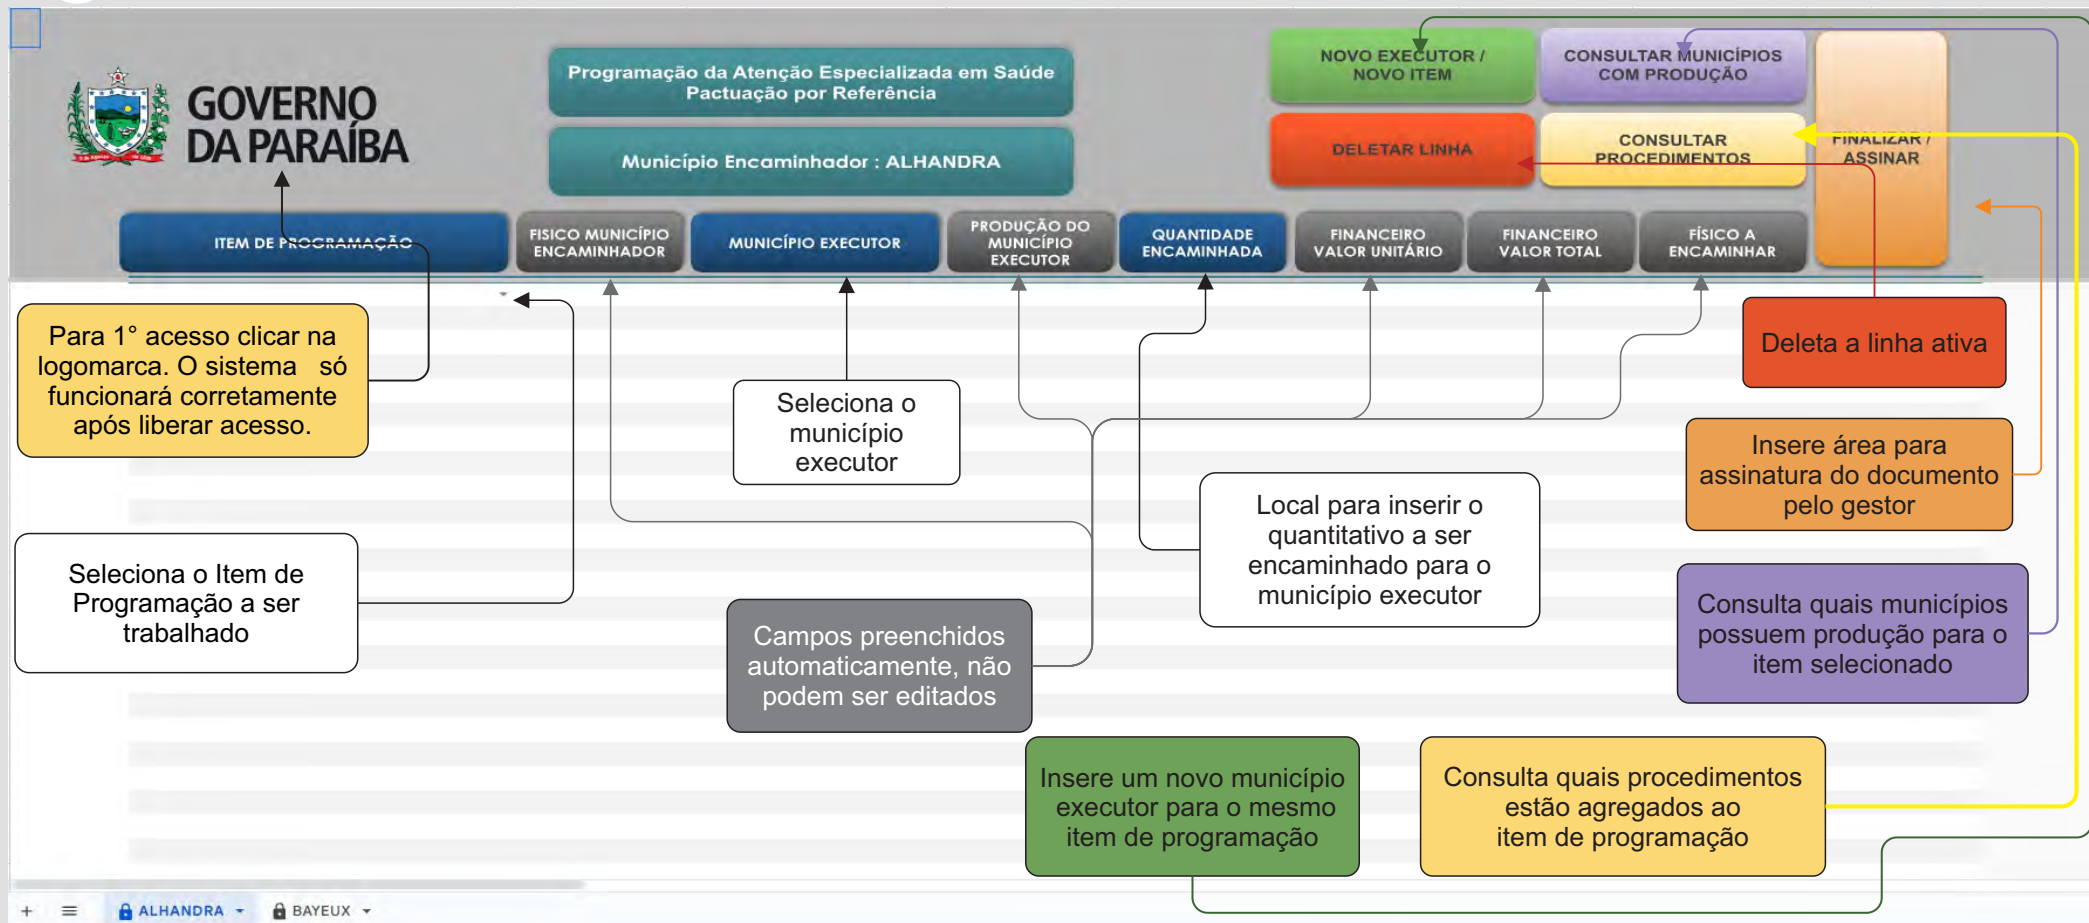 GOVERNO
DA PARAÍBA
Programação da Atenção Especializada em Saúde
Pactuação por Referência
Município Encaminhador : ALHANDRA
NOVO EXECUTOR /
NOVO ITEM
CONSULTAR MUNICÍPIOS
COM PRODUÇÃO
DELETAR LINHA
CONSULTAR
PROCEDIMENTOS
FINALIZAR /
ASSINAR
ITEM DE PROGRAMAÇÃO
FISICO MUNICÍPIO
ENCAMINHADOR
MUNICÍPIO EXECUTOR
PRODUÇÃO DO
MUNICÍPIO
EXECUTOR
QUANTIDADE
ENCAMINHADA
FINANCEIRO
VALOR UNITÁRIO
FINANCEIRO
VALOR TOTAL
FÍSICO A
ENCAMINHAR
Para 1° acesso clicar na
logomarca. O sistema só
funcionará corretamente
após liberar acesso.
Deleta a linha ativa
Seleciona o
município
executor
Insere área para
assinatura do documento
pelo gestor
Local para inserir o
quantitativo a ser
encaminhado para o
município executor
Seleciona o Item de
Programação a ser
trabalhado
Consulta quais municípios
possuem produção para o
item selecionado
Campos preenchidos
automaticamente, não
podem ser editados
Insere um novo município
executor para o mesmo
item de programação
Consulta quais procedimentos
estão agregados ao
item de programação
ALHANDRA
BAYEUX